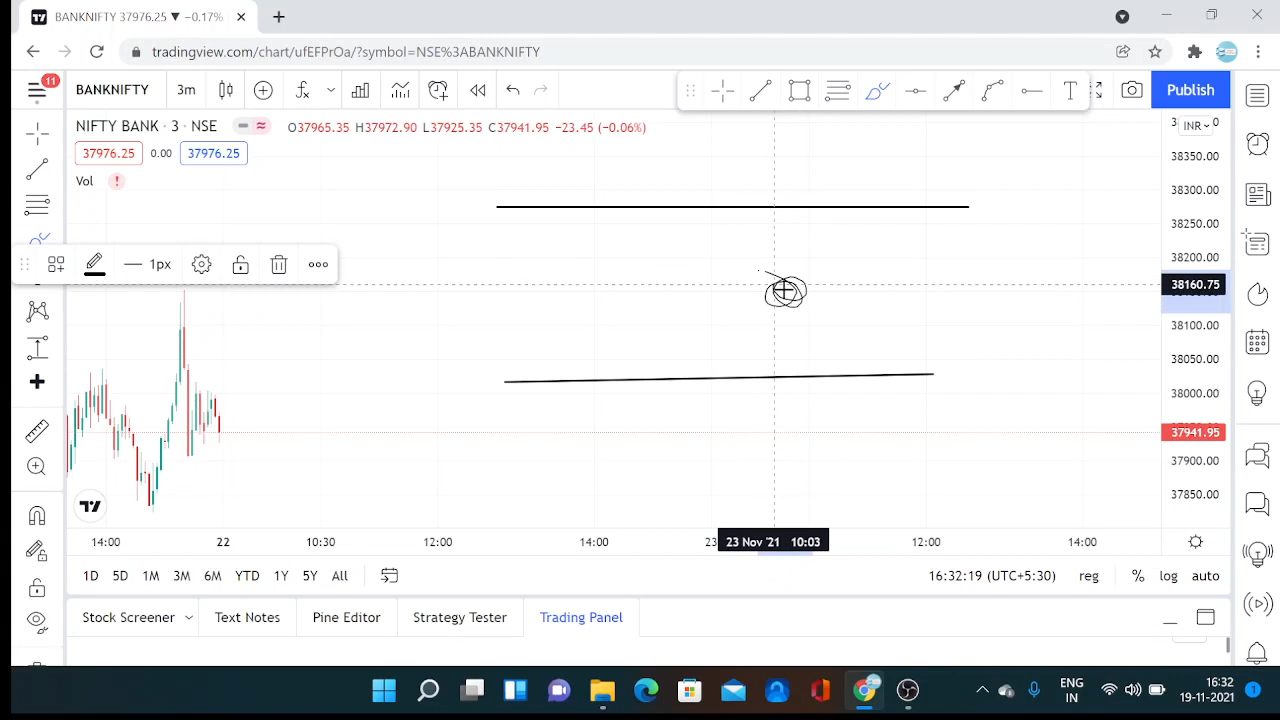 BANKNIFTY 37976.25 ▼ −0.17%
tradingview.com/chart/ufEFPrOa/?symbol=NSE%3ABANKNIFTY
11
BANKNIFTY 3m
Publish
NIFTY BANK · 3 · NSE O37965.35 H37972.90 L37925.35 C37941.95 −23.45 (−0.06%)
INR
37976.25 0.00 37976.25
Vol
1px
38350.00
38300.00
38250.00
38200.00
38160.75
38100.00
38050.00
38000.00
37941.95
37900.00
37850.00
14:00 22 10:30 12:00 14:00 23 23 Nov '21 10:03 12:00 14:00
1D 5D 1M 3M 6M YTD 1Y 5Y All 16:32:19 (UTC+5:30) reg % log auto
Stock Screener Text Notes Pine Editor Strategy Tester Trading Panel
ENG
IN
16:32
19-11-2021
1